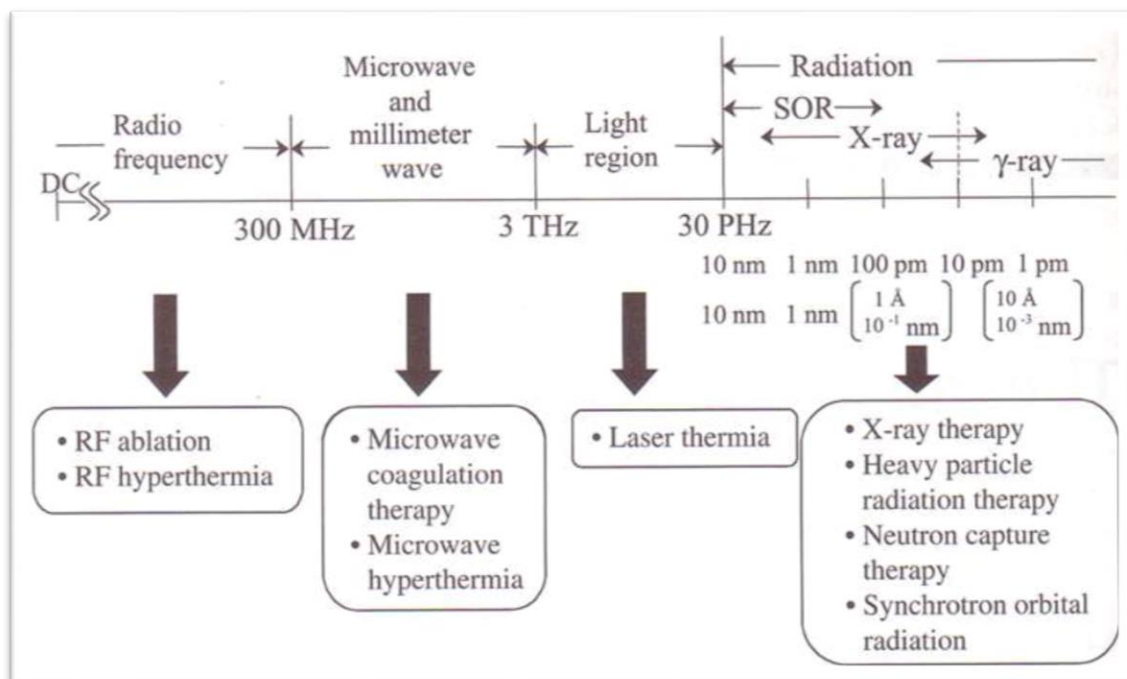 Radio
frequency
Microwave
and
millimeter
wave
Light
region
Radiation
SOR
X-ray
γ-ray
DC
300 MHz
3 THz
30 PHz
10 nm 1 nm 100 pm 10 pm 1 pm
10 nm 1 nm
1 Å
10⁻¹ nm
10 Å
10⁻³ nm
• RF ablation
• RF hyperthermia
• Microwave
coagulation
therapy
• Microwave
hyperthermia
• Laser thermia
• X-ray therapy
• Heavy particle
radiation therapy
• Neutron capture
therapy
• Synchrotron orbital
radiation